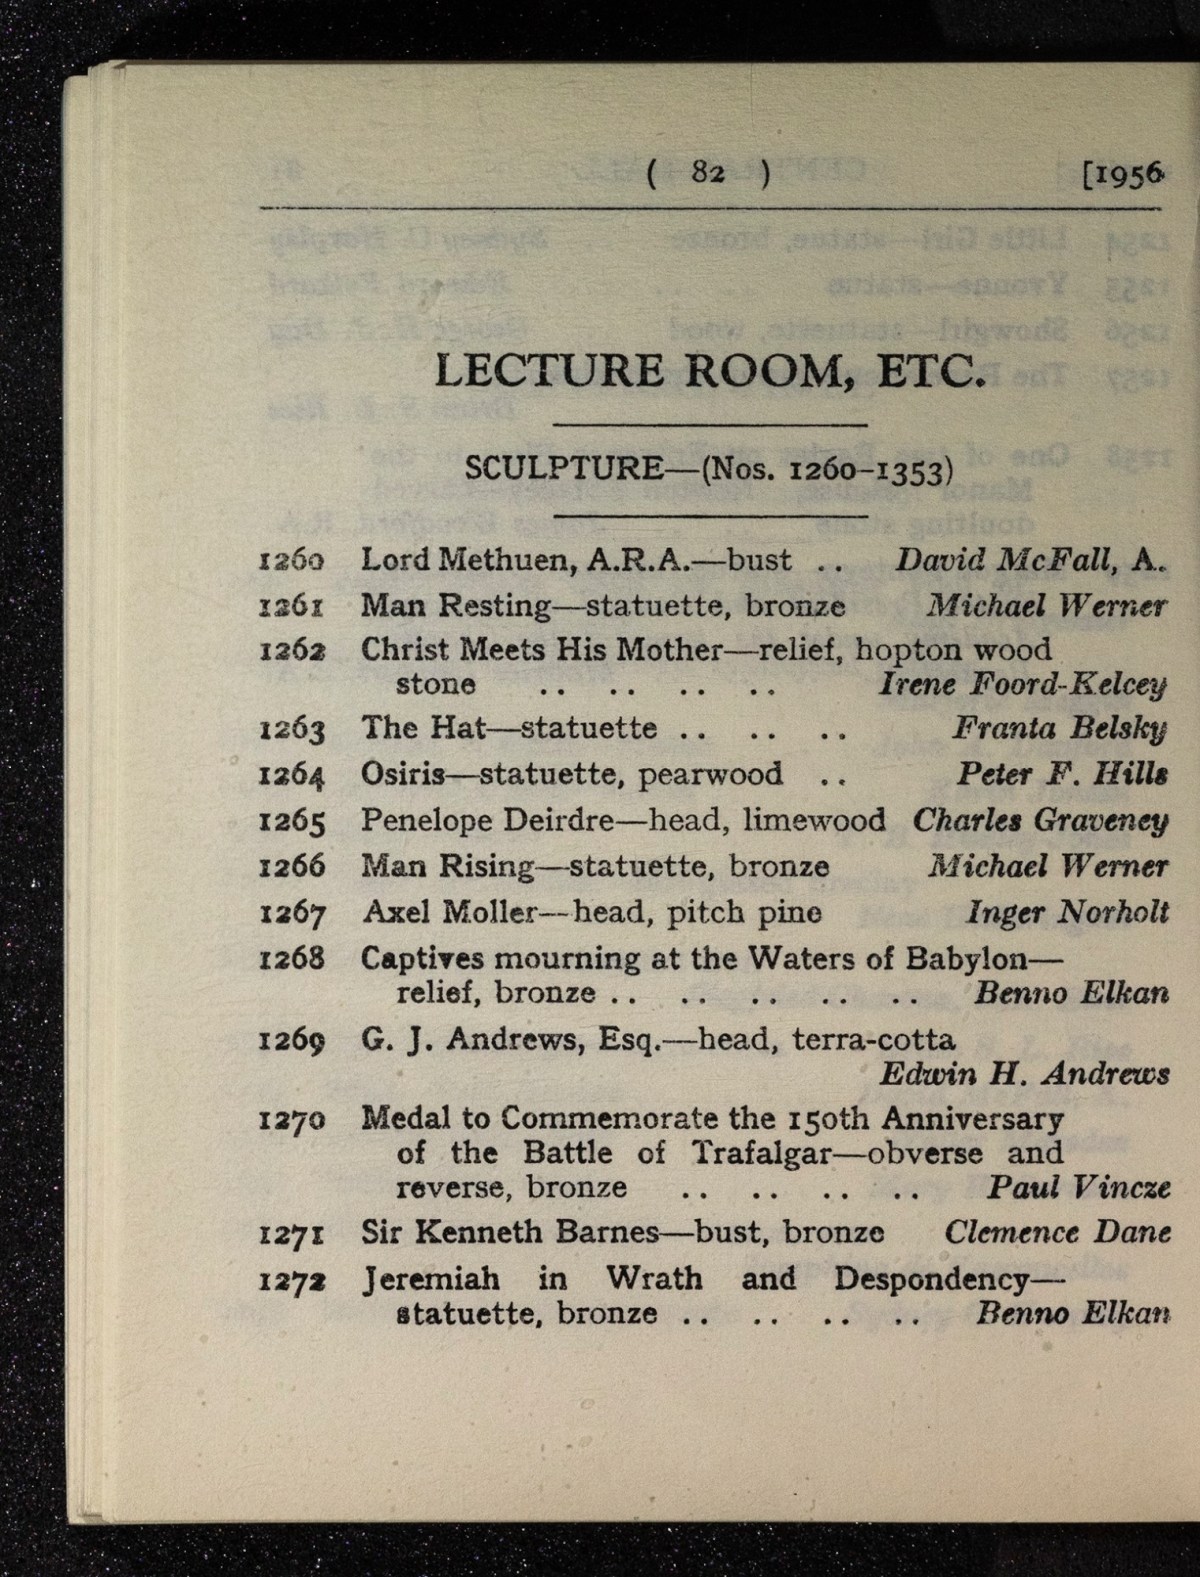 ( 82 ) [1956
LECTURE ROOM, ETC.
SCULPTURE—(Nos. 1260–1353)
1260 Lord Methuen, A.R.A.—bust .. David McFall, A.
1261 Man Resting—statuette, bronze Michael Werner
1262 Christ Meets His Mother—relief, hopton wood
stone .. .. .. .. Irene Foord-Kelcey
1263 The Hat—statuette .. .. .. Franta Belsky
1264 Osiris—statuette, pearwood .. Peter F. Hills
1265 Penelope Deirdre—head, limewood Charles Graveney
1266 Man Rising—statuette, bronze Michael Werner
1267 Axel Moller—head, pitch pine Inger Norholt
1268 Captives mourning at the Waters of Babylon—
relief, bronze .. .. .. .. .. Benno Elkan
1269 G. J. Andrews, Esq.—head, terra-cotta
Edwin H. Andrews
1270 Medal to Commemorate the 150th Anniversary
of the Battle of Trafalgar—obverse and
reverse, bronze .. .. .. .. Paul Vincze
1271 Sir Kenneth Barnes—bust, bronze Clemence Dane
1272 Jeremiah in Wrath and Despondency—
statuette, bronze .. .. .. .. Benno Elkan